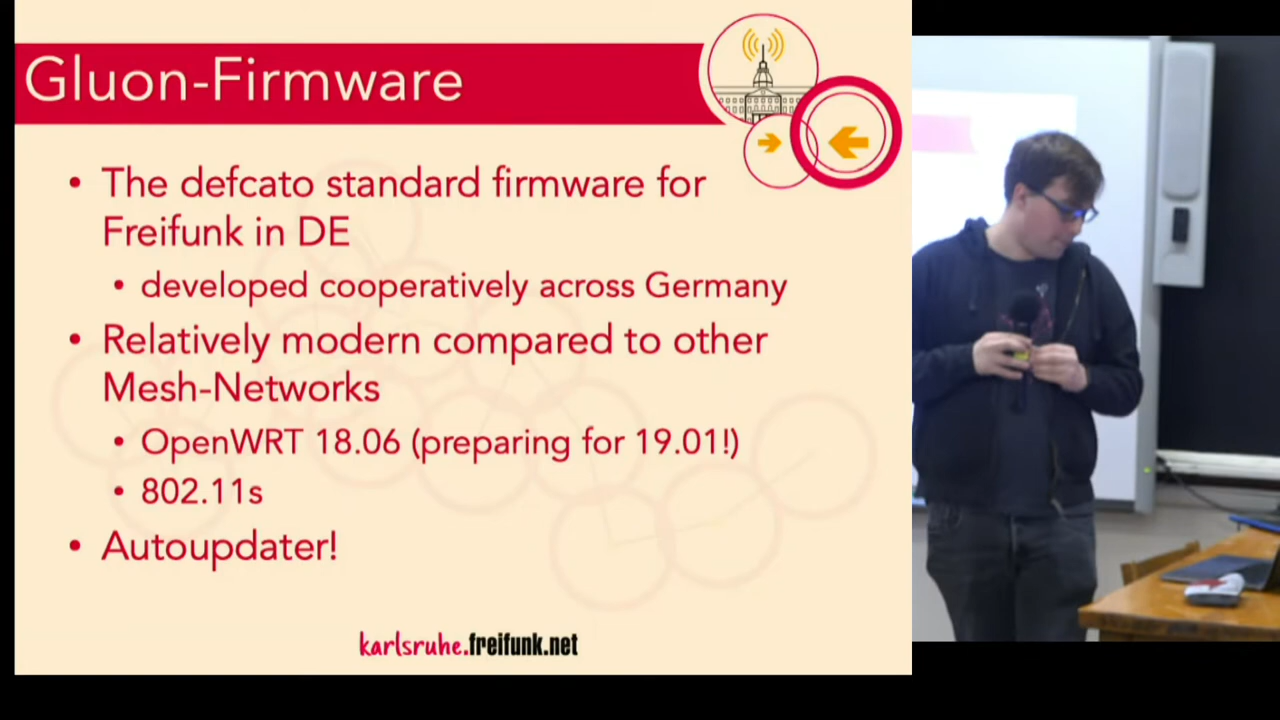 Gluon-Firmware
• The defcato standard firmware for
Freifunk in DE
• developed cooperatively across Germany
• Relatively modern compared to other
Mesh-Networks
• OpenWRT 18.06 (preparing for 19.01!)
• 802.11s
• Autoupdater!
karlsruhe.freifunk.net